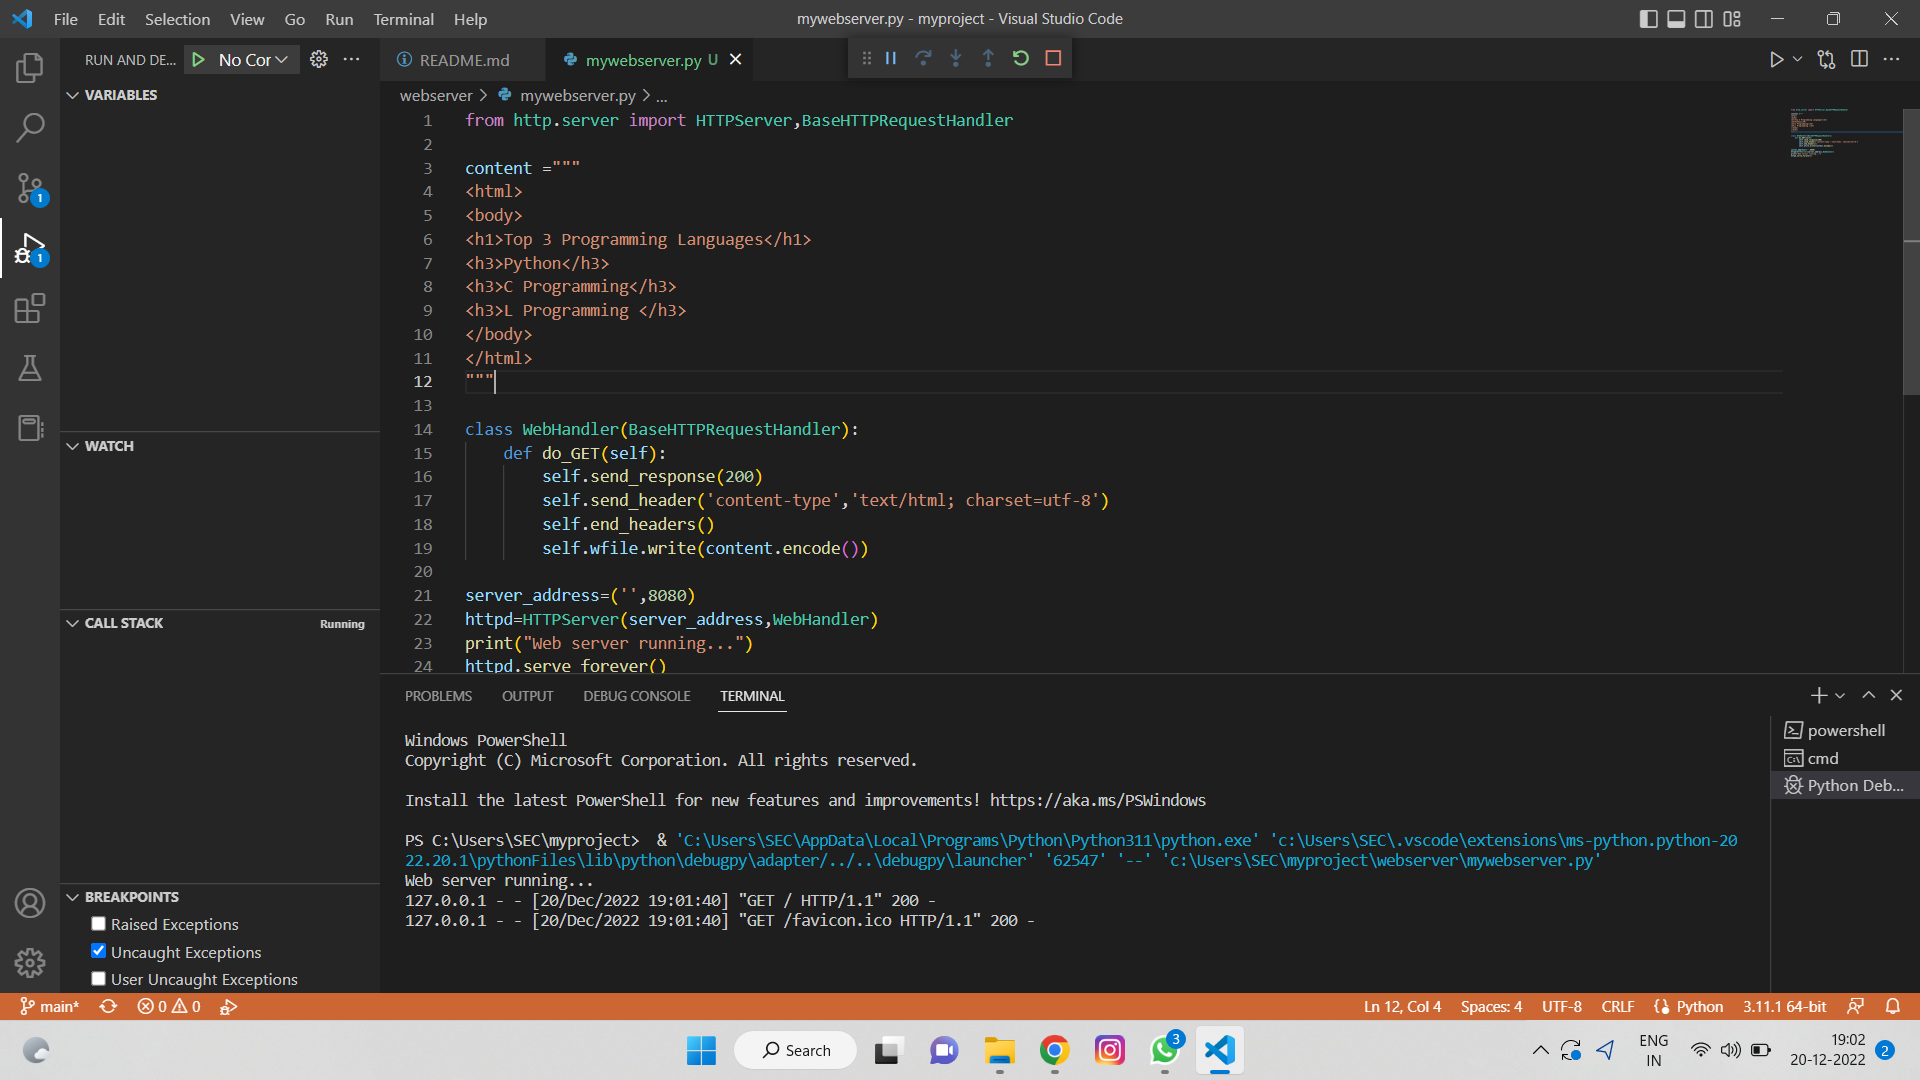 File Edit Selection View Go Run Terminal Help
mywebserver.py - myproject - Visual Studio Code
RUN AND DE... No Cor
README.md
mywebserver.py U
VARIABLES
webserver > mywebserver.py > ...
1 from http.server import HTTPServer,BaseHTTPRequestHandler
2
3 content ="""
4 <html>
5 <body>
6 <h1>Top 3 Programming Languages</h1>
7 <h3>Python</h3>
8 <h3>C Programming</h3>
9 <h3>L Programming </h3>
10 </body>
11 </html>
12 """
13
14 class WebHandler(BaseHTTPRequestHandler):
15 def do_GET(self):
16 self.send_response(200)
17 self.send_header('content-type','text/html; charset=utf-8')
18 self.end_headers()
19 self.wfile.write(content.encode())
20
21 server_address=('',8080)
22 httpd=HTTPServer(server_address,WebHandler)
23 print("Web server running...")
24 httpd.serve_forever()
1
1
WATCH
CALL STACK Running
BREAKPOINTS
Raised Exceptions
Uncaught Exceptions
User Uncaught Exceptions
PROBLEMS OUTPUT DEBUG CONSOLE TERMINAL
Windows PowerShell
Copyright (C) Microsoft Corporation. All rights reserved.
Install the latest PowerShell for new features and improvements! https://aka.ms/PSWindows
PS C:\Users\SEC\myproject>  & 'C:\Users\SEC\AppData\Local\Programs\Python\Python311\python.exe' 'c:\Users\SEC\.vscode\extensions\ms-python.python-20
22.20.1\pythonFiles\lib\python\debugpy\adapter/../..\debugpy\launcher' '62547' '--' 'c:\Users\SEC\myproject\webserver\mywebserver.py'
Web server running...
127.0.0.1 - - [20/Dec/2022 19:01:40] "GET / HTTP/1.1" 200 -
127.0.0.1 - - [20/Dec/2022 19:01:40] "GET /favicon.ico HTTP/1.1" 200 -
powershell
cmd
Python Deb...
main* 0 0
Ln 12, Col 4 Spaces: 4 UTF-8 CRLF Python 3.11.1 64-bit
Search
3
ENG
IN
19:02
20-12-2022
2